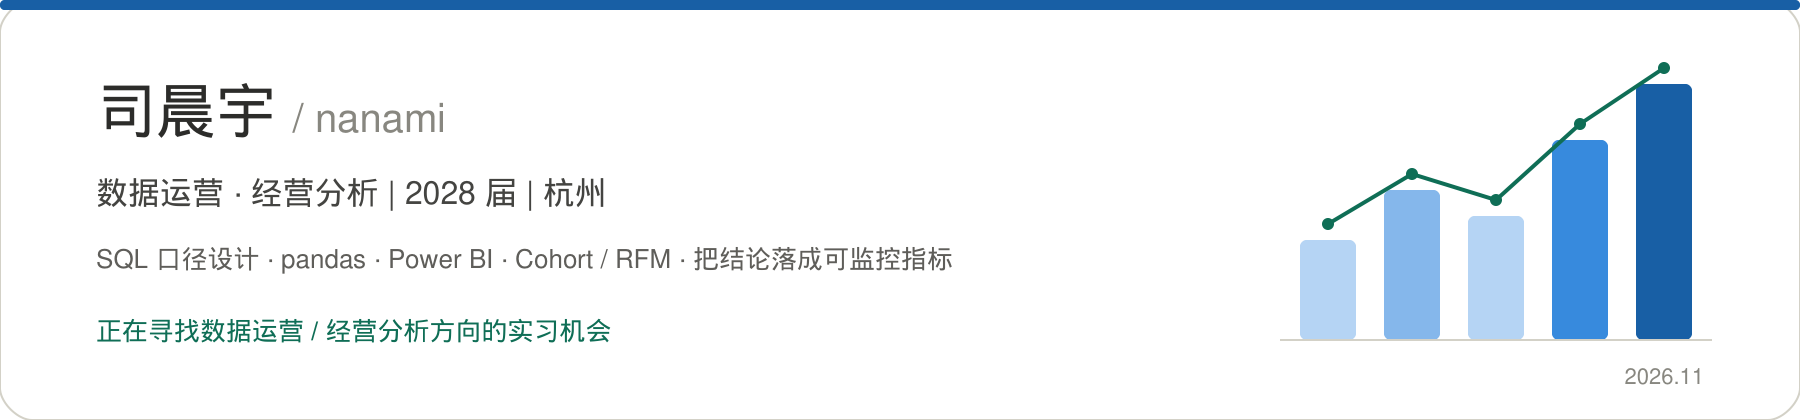 司晨宇 / nanami
数据运营 · 经营分析 | 2028 届 | 杭州
SQL 口径设计 · pandas · Power BI · Cohort / RFM · 把结论落成可监控指标
正在寻找数据运营 / 经营分析方向的实习机会
2026.11